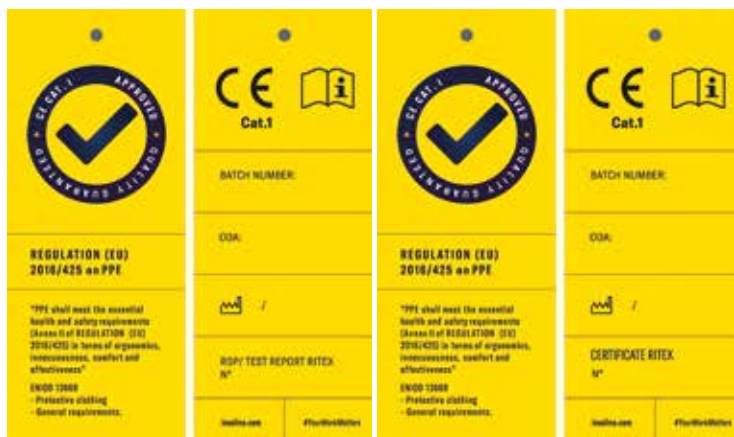 CE CAT. I APPROVED
QUALITY GUARANTEED
REGULATION (EU)
2016/425 on PPE
"PPE shall meet the essential
health and safety requirements
(Annex II of REGULATION (EU)
2016/425) in terms of ergonomics,
innocuousness, comfort and
effectiveness"
EN ISO 13688
- Protective clothing
- General requirements.
CE
i
Cat.1
BATCH NUMBER:
COA:
/
RSP/ TEST REPORT RITEX
N°
#YourWorkMatters
CE CAT. I APPROVED
QUALITY GUARANTEED
REGULATION (EU)
2016/425 on PPE
"PPE shall meet the essential
health and safety requirements
(Annex II of REGULATION (EU)
2016/425) in terms of ergonomics,
innocuousness, comfort and
effectiveness"
EN ISO 13688
- Protective clothing
- General requirements.
CE
i
Cat.1
BATCH NUMBER:
COA:
/
CERTIFICATE RITEX
N°
#YourWorkMatters